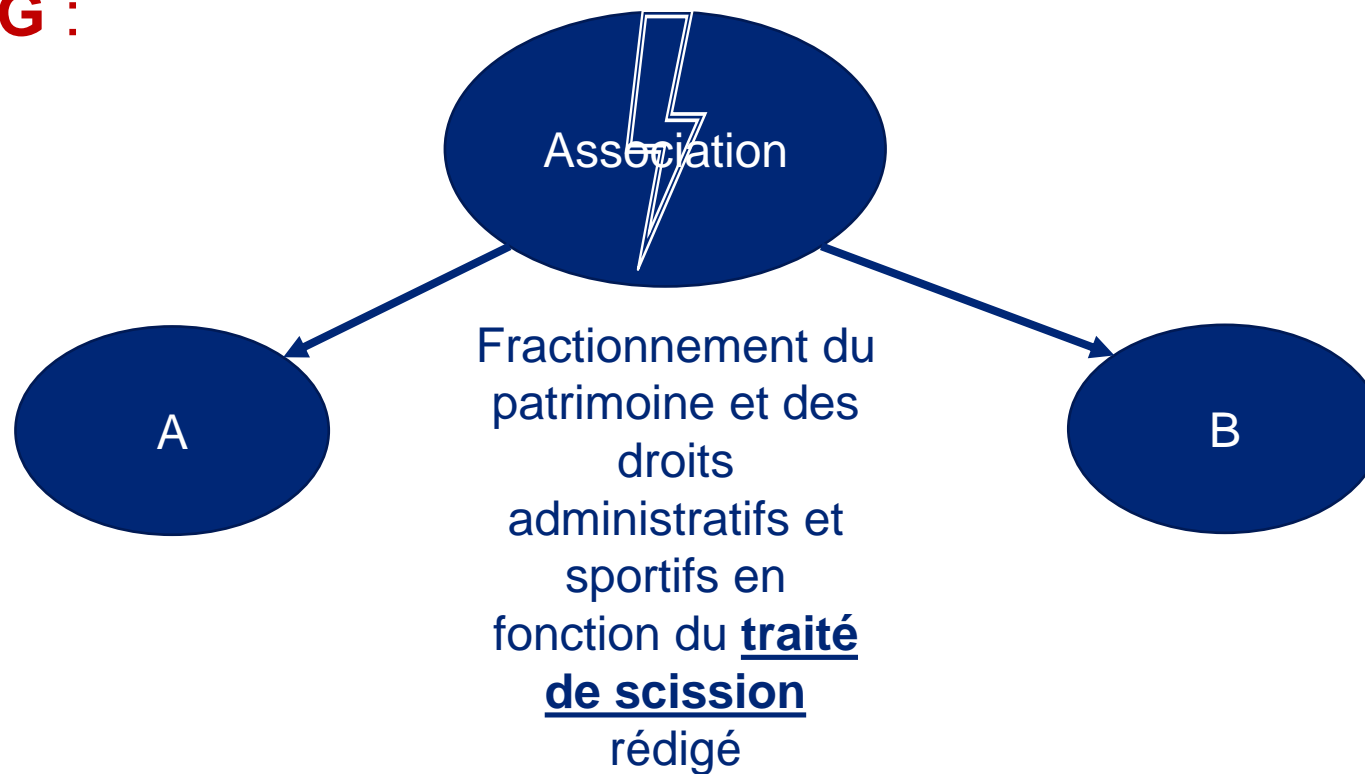 G :
Association
A
B
Fractionnement du
patrimoine et des
droits
administratifs et
sportifs en
fonction du traité
de scission
rédigé